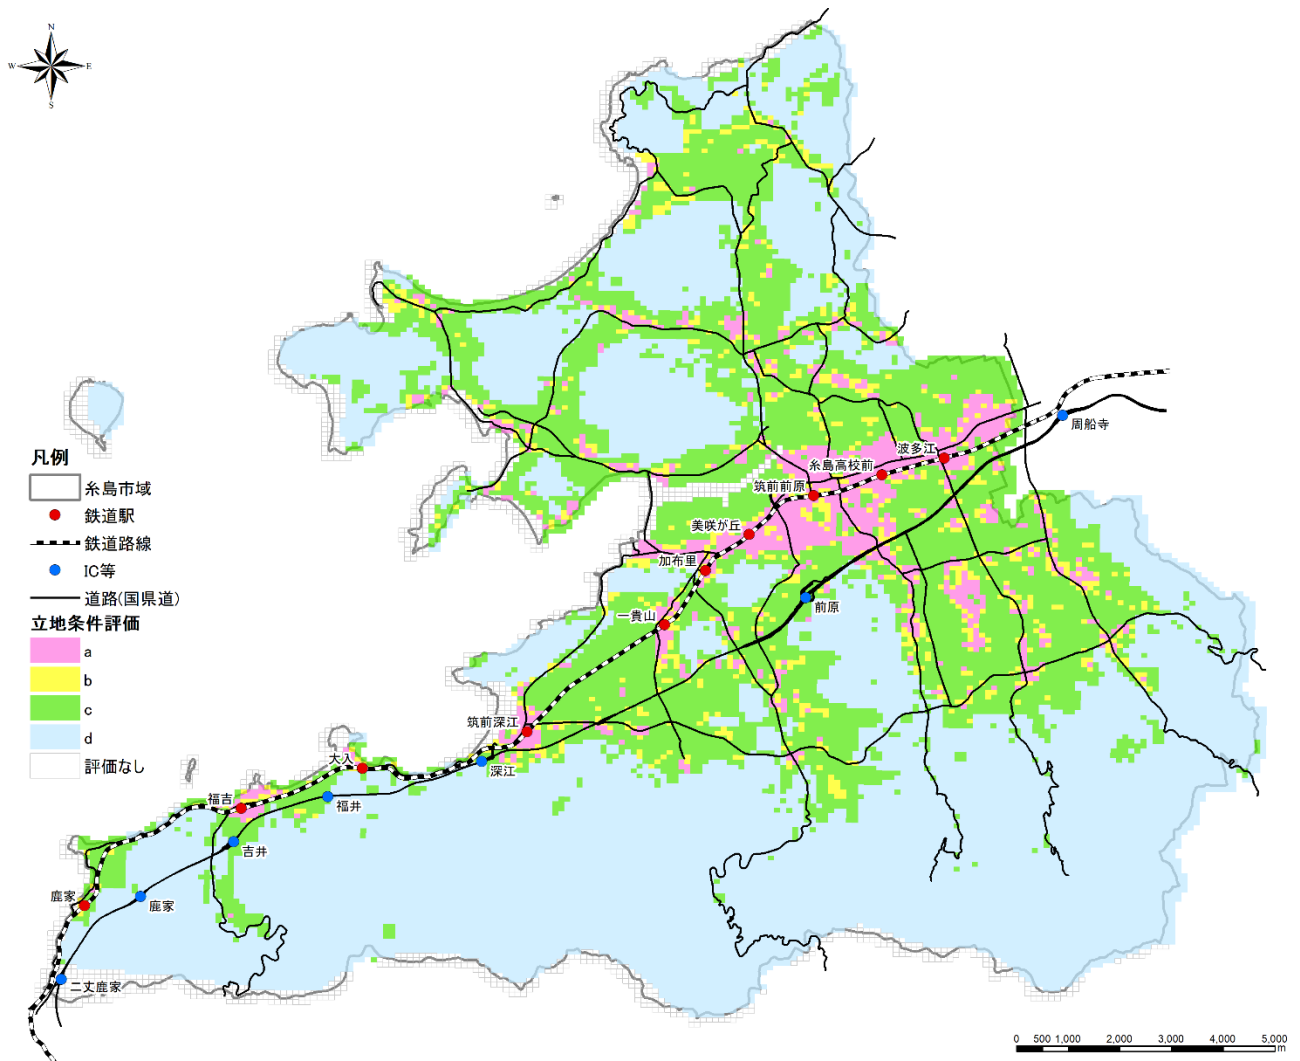 N
W
E
S
周船寺
波多江
糸島高校前
筑前前原
美咲が丘
加布里
前原
一貴山
筑前深江
深江
大入
福井
福吉
吉井
鹿家
鹿家
二丈鹿家
凡例
糸島市域
鉄道駅
鉄道路線
IC等
道路(国県道)
立地条件評価
a
b
c
d
評価なし
0 500 1,000 2,000 3,000 4,000 5,000
m